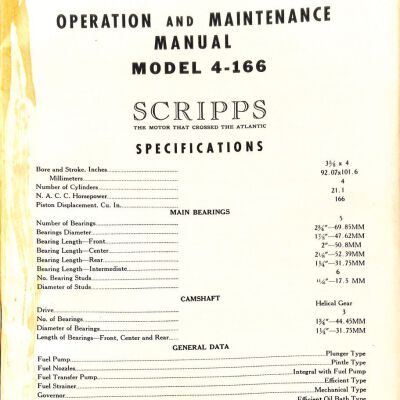 OPERATION AND MAINTENANCE
MANUAL
MODEL 4-166
SCRIPPS
THE MOTOR THAT CROSSED THE ATLANTIC
SPECIFICATIONS
Bore and Stroke, Inches 3⅝ x 4
Millimeters 92.07x101.6
Number of Cylinders 4
N. A. C. C. Horsepower 21.1
Piston Displacement, Cu. In. 166
MAIN BEARINGS
Number of Bearings 5
Bearings Diameter 2¾"—69.85MM
Bearing Length—Front 1⅞"—47.62MM
Bearing Length—Center 2"—50.8MM
Bearing Length—Rear —52.39MM
Bearing Length—Intermediate 1¼"—31.75MM
No. Bearing Studs 6
Diameter of Studs —17.5 MM
CAMSHAFT
Drive Helical Gear
No. of Bearings 3
Diameter of Bearings 1¾"—44.45MM
Length of Bearings—Front, Center and Rear 1¼"—31.75MM
GENERAL DATA
Fuel Pump Plunger Type
Fuel Nozzles Pintle Type
Fuel Transfer Pump Integral with Fuel Pump
Fuel Strainer Efficient Type
Governor Mechanical Type
Efficient Oil Bath Type